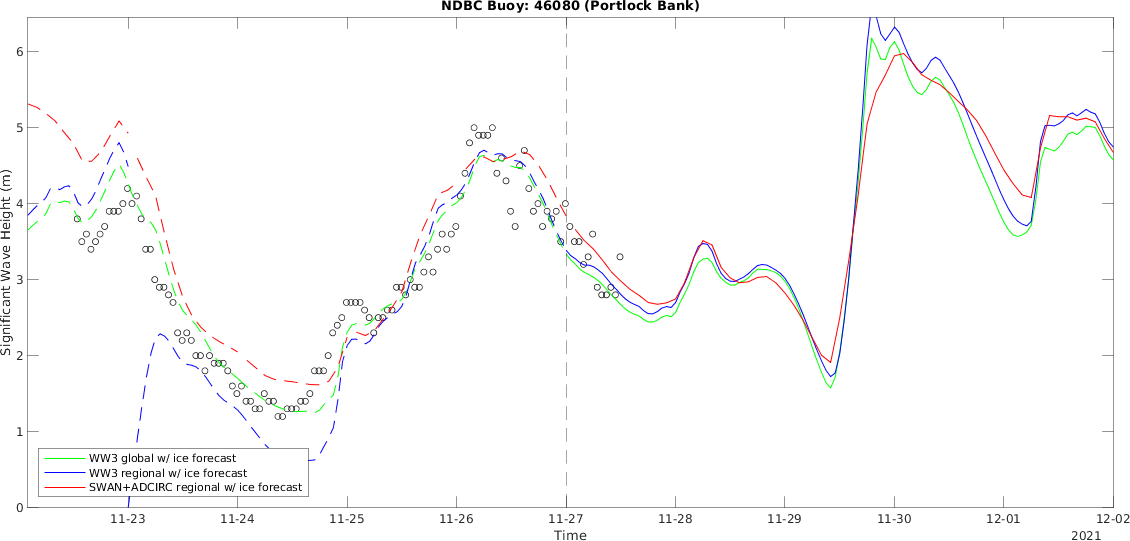 NDBC Buoy: 46080 (Portlock Bank)
Significant Wave Height (m)
6
5
4
3
2
1
0
WW3 global w/ ice forecast
WW3 regional w/ ice forecast
SWAN+ADCIRC regional w/ ice forecast
11-23 11-24 11-25 11-26 11-27 11-28 11-29 11-30 12-01 12-02
Time
2021